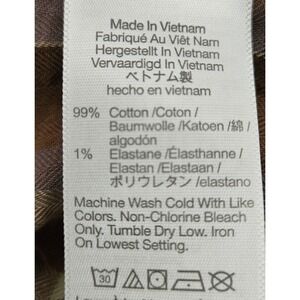 Made In Vietnam
Fabriqué Au Việt Nam
Hergestellt In Vietnam
Vervaardigd In Vietnam
ベトナム製
hecho en vietnam
99% Cotton /Coton /
Baumwolle /Katoen /綿 /
algodón
1% Elastane /Élasthanne /
Elastan /Elastaan /
ポリウレタン /elastano
Machine Wash Cold With Like
Colors. Non-Chlorine Bleach
Only. Tumble Dry Low. Iron
On Lowest Setting.
30